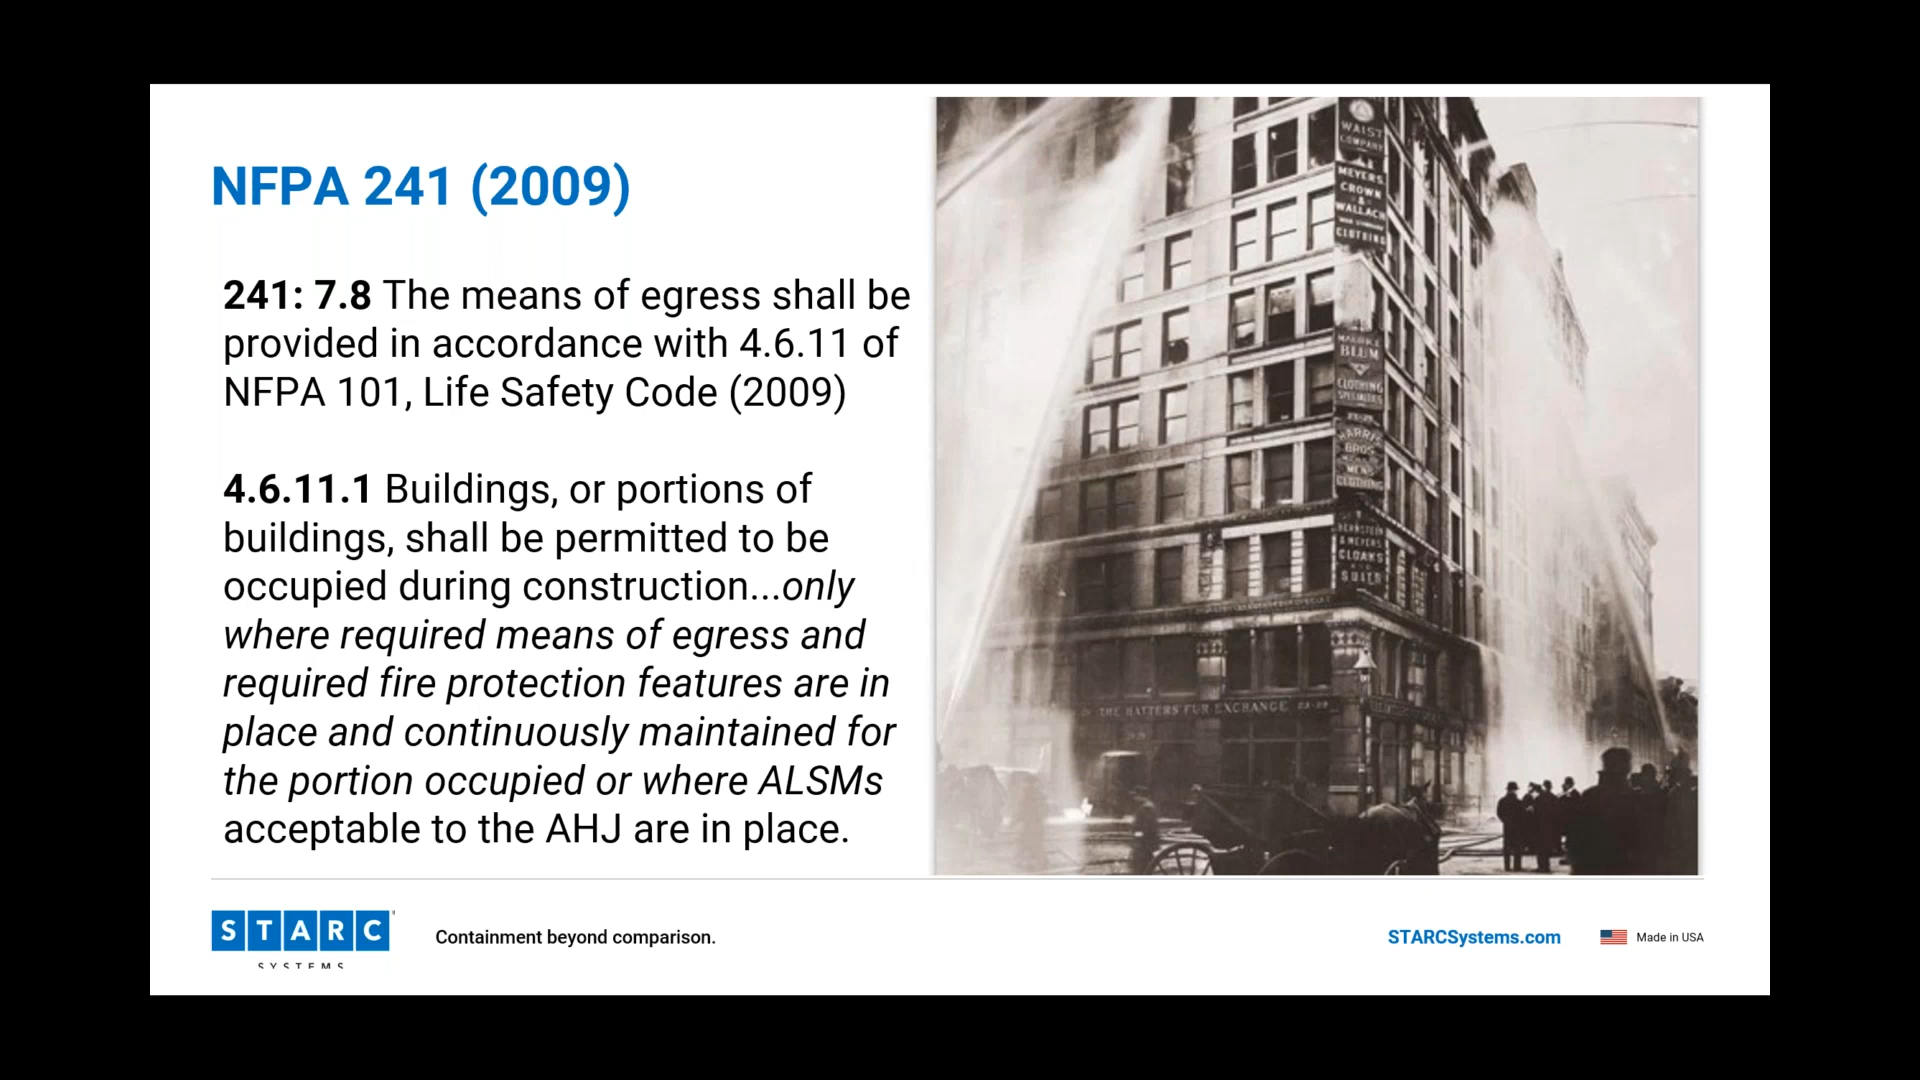 NFPA 241 (2009)
241: 7.8 The means of egress shall be
provided in accordance with 4.6.11 of
NFPA 101, Life Safety Code (2009)
4.6.11.1 Buildings, or portions of
buildings, shall be permitted to be
occupied during construction...only
where required means of egress and
required fire protection features are in
place and continuously maintained for
the portion occupied or where ALSMs
acceptable to the AHJ are in place.
WAIST
COMPANY
MEYERS,
CROWN
&
WALLACH
CLOTHING
BLUM
CLOTHING
SPECIALTIES
HARRIS
BROS
MENS
CLOTHING
BERNSTEIN
& MEYERS
CLOAKS
SUITS
THE HATTERS FUR EXCHANGE
STARC
SYSTEMS
Containment beyond comparison.
STARCSystems.com
Made in USA